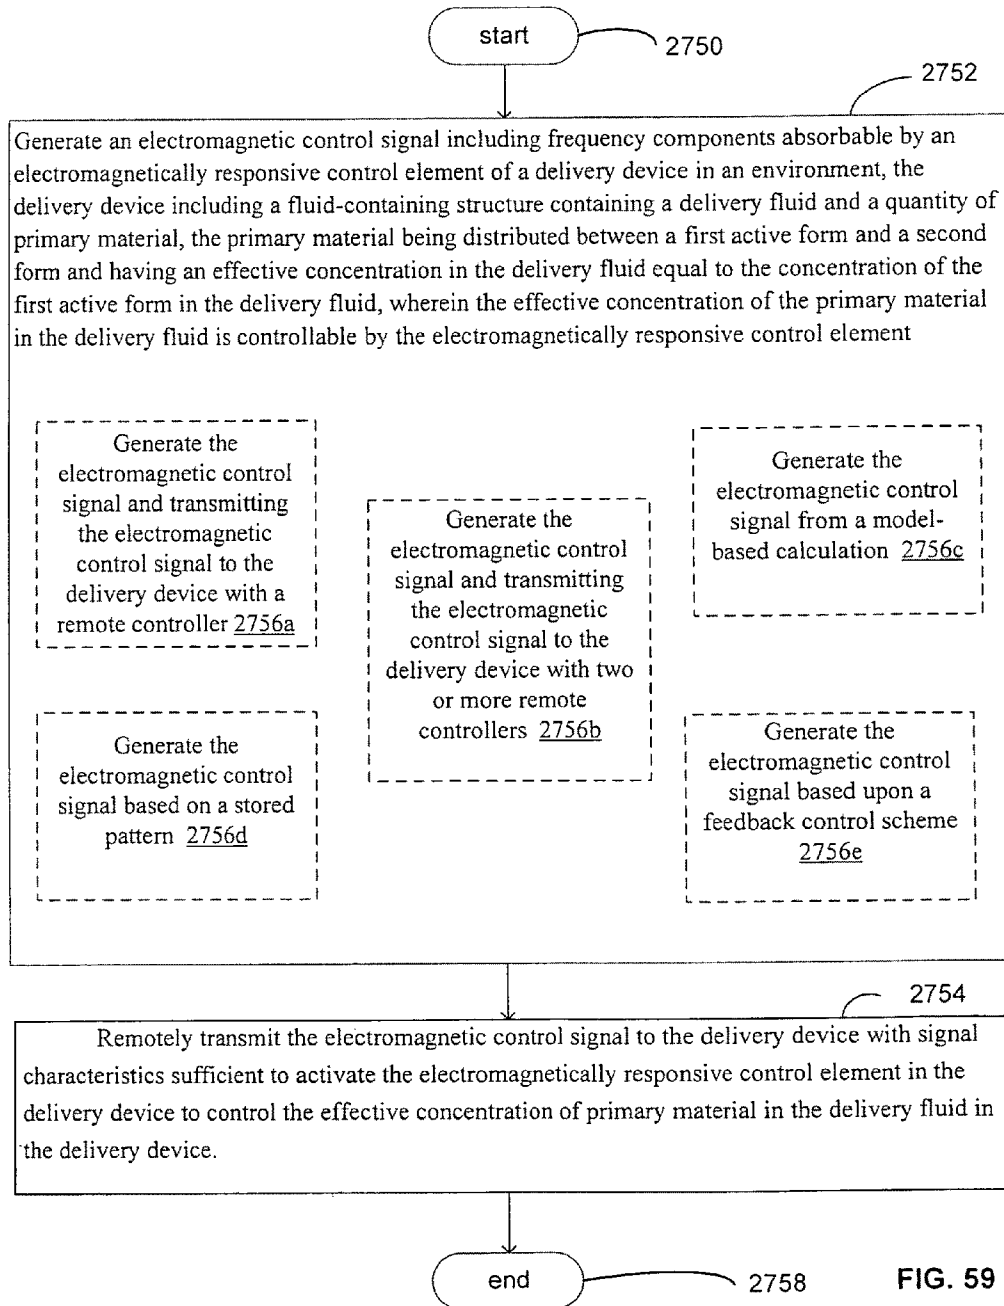 start
2750
2752
Generate an electromagnetic control signal including frequency components absorbable by an
electromagnetically responsive control element of a delivery device in an environment, the
delivery device including a fluid-containing structure containing a delivery fluid and a quantity of
primary material, the primary material being distributed between a first active form and a second
form and having an effective concentration in the delivery fluid equal to the concentration of the
first active form in the delivery fluid, wherein the effective concentration of the primary material
in the delivery fluid is controllable by the electromagnetically responsive control element
Generate the
electromagnetic control
signal and transmitting
the electromagnetic
control signal to the
delivery device with a
remote controller 2756a
Generate the
electromagnetic control
signal and transmitting
the electromagnetic
control signal to the
delivery device with two
or more remote
controllers 2756b
Generate the
electromagnetic control
signal from a model-
based calculation 2756c
Generate the
electromagnetic control
signal based on a stored
pattern 2756d
Generate the
electromagnetic control
signal based upon a
feedback control scheme
2756e
2754
Remotely transmit the electromagnetic control signal to the delivery device with signal
characteristics sufficient to activate the electromagnetically responsive control element in the
delivery device to control the effective concentration of primary material in the delivery fluid in
the delivery device.
end
2758
FIG. 59